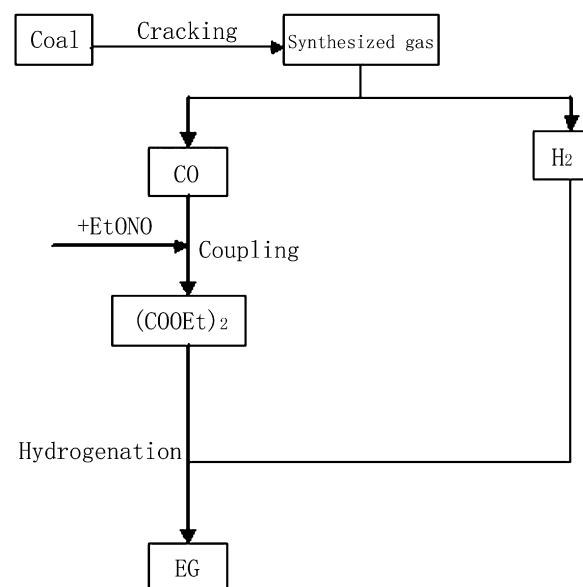 Coal
Cracking
Synthesized gas
CO
H2
+EtONO
Coupling
(COOEt)2
Hydrogenation
EG